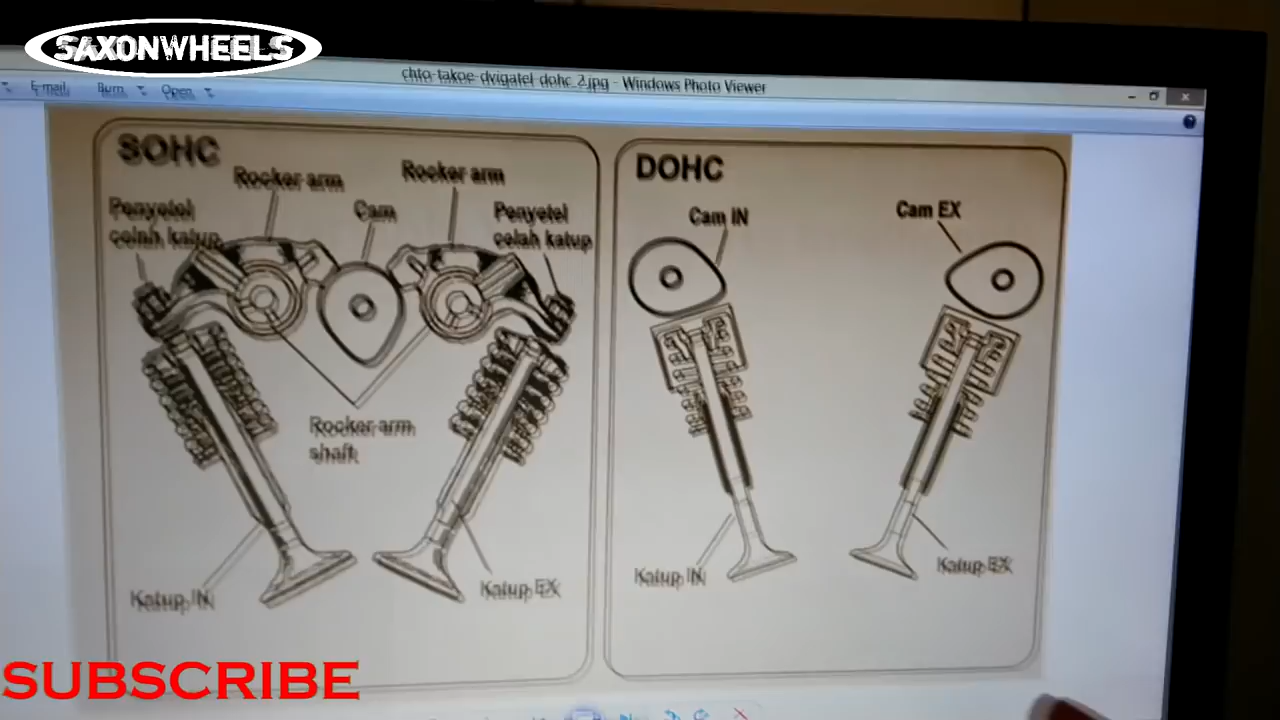 SAXONWHEELS
chto-takoe-dvigatel-dohc_2.jpg - Windows Photo Viewer
E-mail Burn Open
SOHC
Rocker arm
Rocker arm
Penyetel
celah katup
Cam
Penyetel
celah katup
Rocker arm
shaft
Katup IN
Katup EX
DOHC
Cam IN
Cam EX
Katup IN
Katup EX
SUBSCRIBE